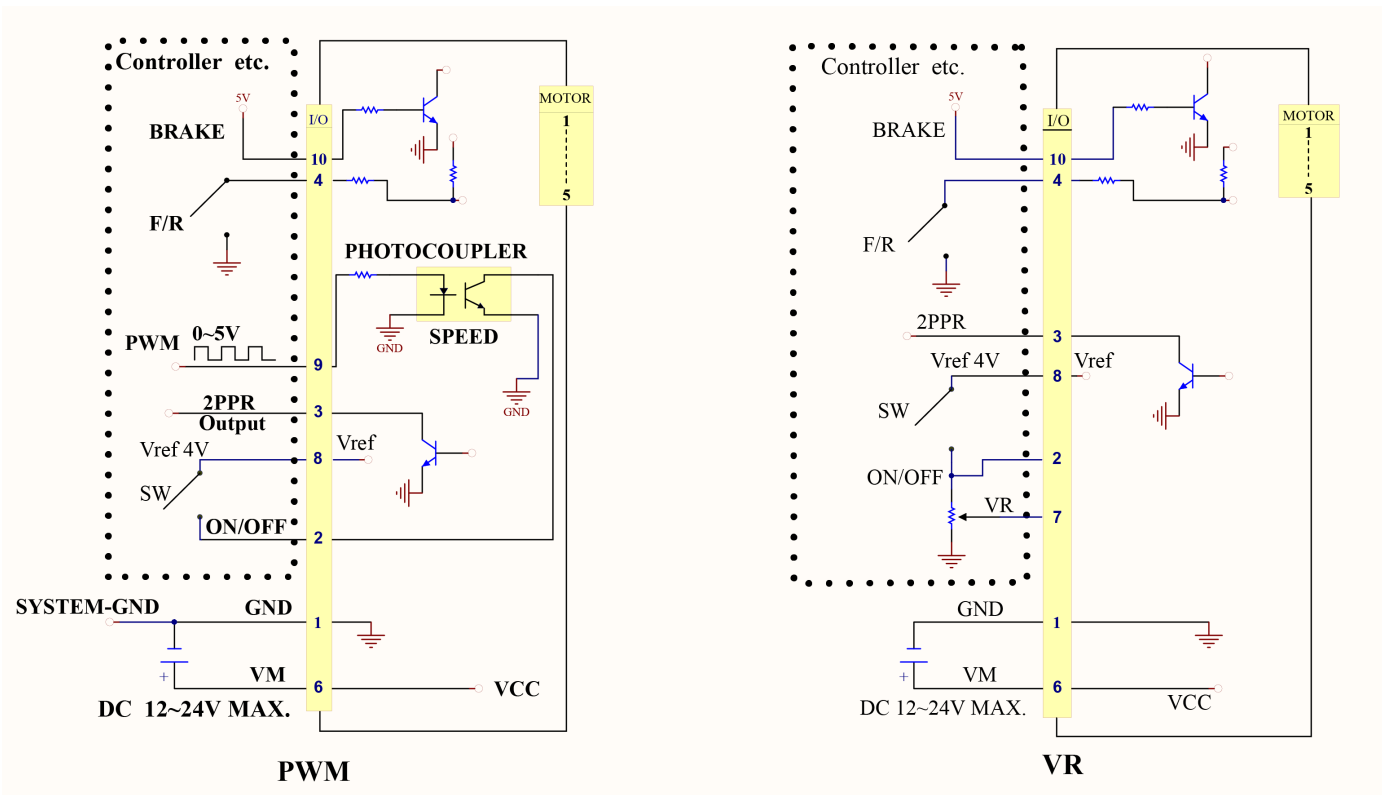 Controller etc.
5V
BRAKE
F/R
I/O
10
4
MOTOR
1
5
PHOTOCOUPLER
SPEED
GND
GND
PWM
0~5V
9
2PPR
Output
3
Vref 4V
8
Vref
SW
ON/OFF
2
SYSTEM-GND
GND
1
+
VM
6
VCC
DC 12~24V MAX.
PWM
Controller etc.
5V
BRAKE
F/R
I/O
10
4
MOTOR
1
5
2PPR
3
Vref 4V
8
Vref
SW
ON/OFF
2
VR
7
GND
1
+
VM
6
VCC
DC 12~24V MAX.
VR